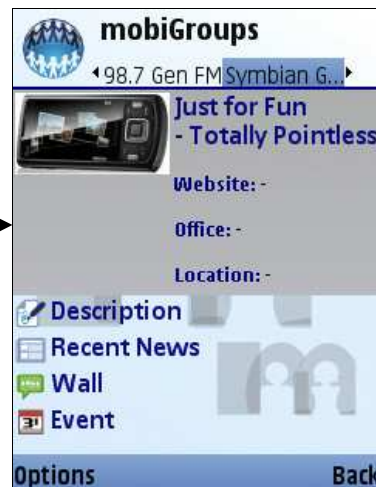 mobiGroups
98.7 Gen FM Symbian G...
Just for Fun
- Totally Pointless
Website: -
Office: -
Location: -
Description
Recent News
Wall
Event
Options Back